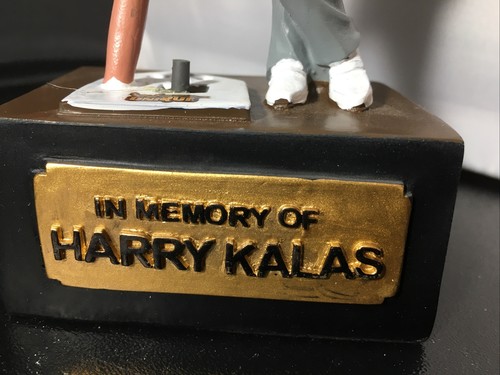 IN MEMORY OF
HARRY KALAS